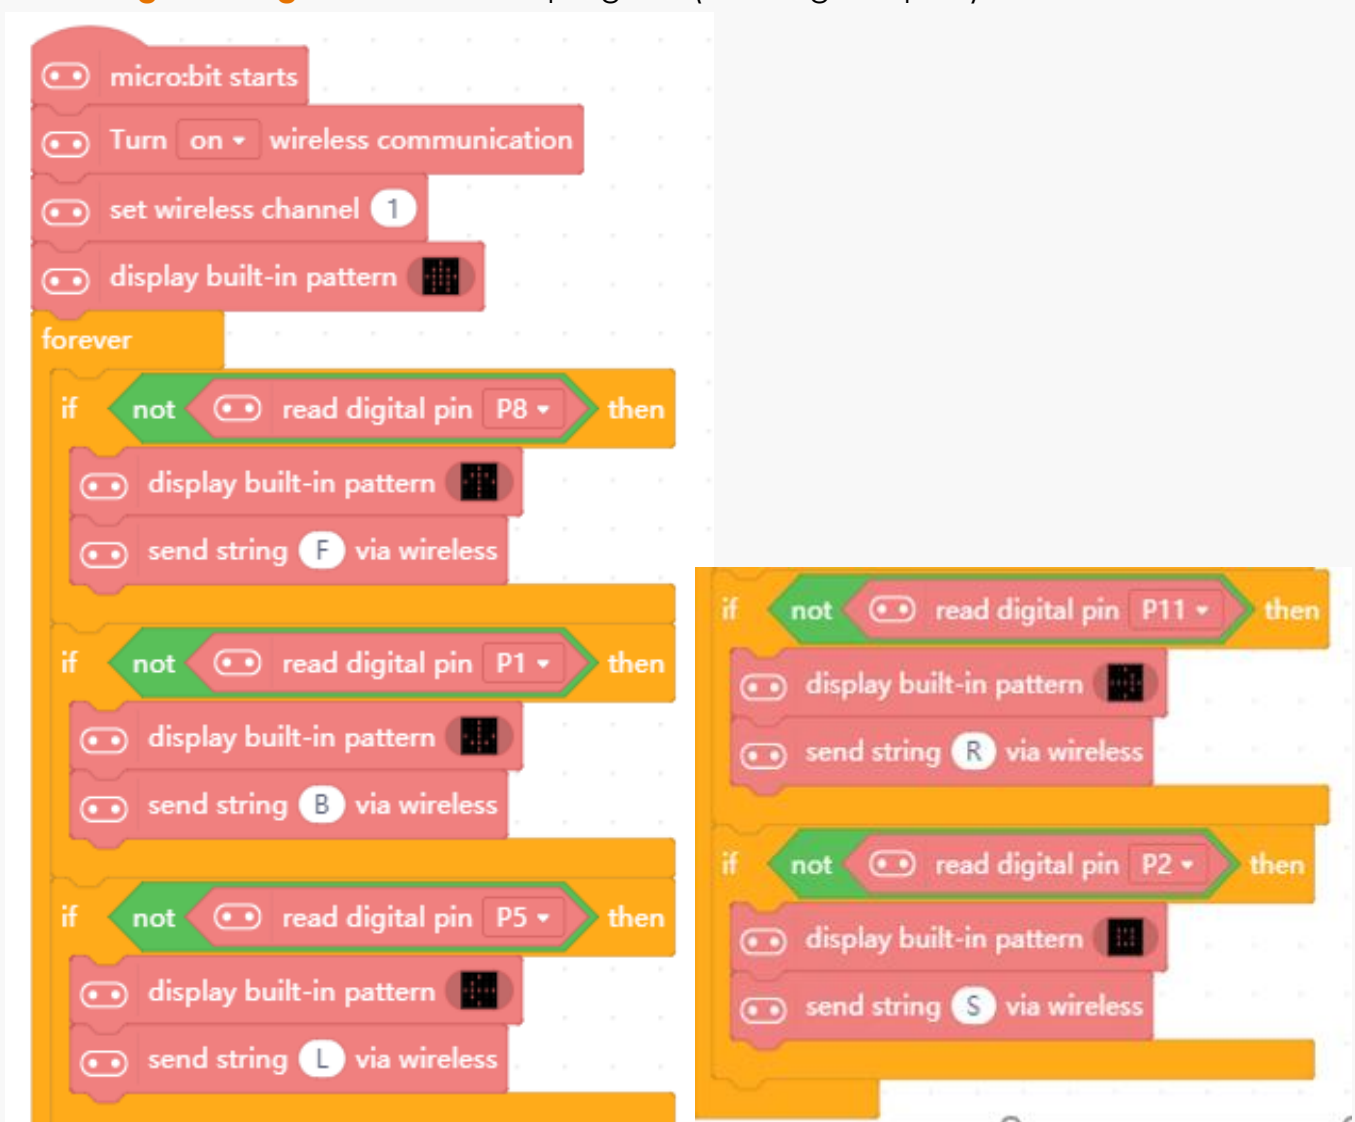 micro:bit starts
Turn on wireless communication
set wireless channel 1
display built-in pattern
forever
if not read digital pin P8 then
display built-in pattern
send string F via wireless
if not read digital pin P1 then
display built-in pattern
send string B via wireless
if not read digital pin P5 then
display built-in pattern
send string L via wireless
if not read digital pin P11 then
display built-in pattern
send string R via wireless
if not read digital pin P2 then
display built-in pattern
send string S via wireless